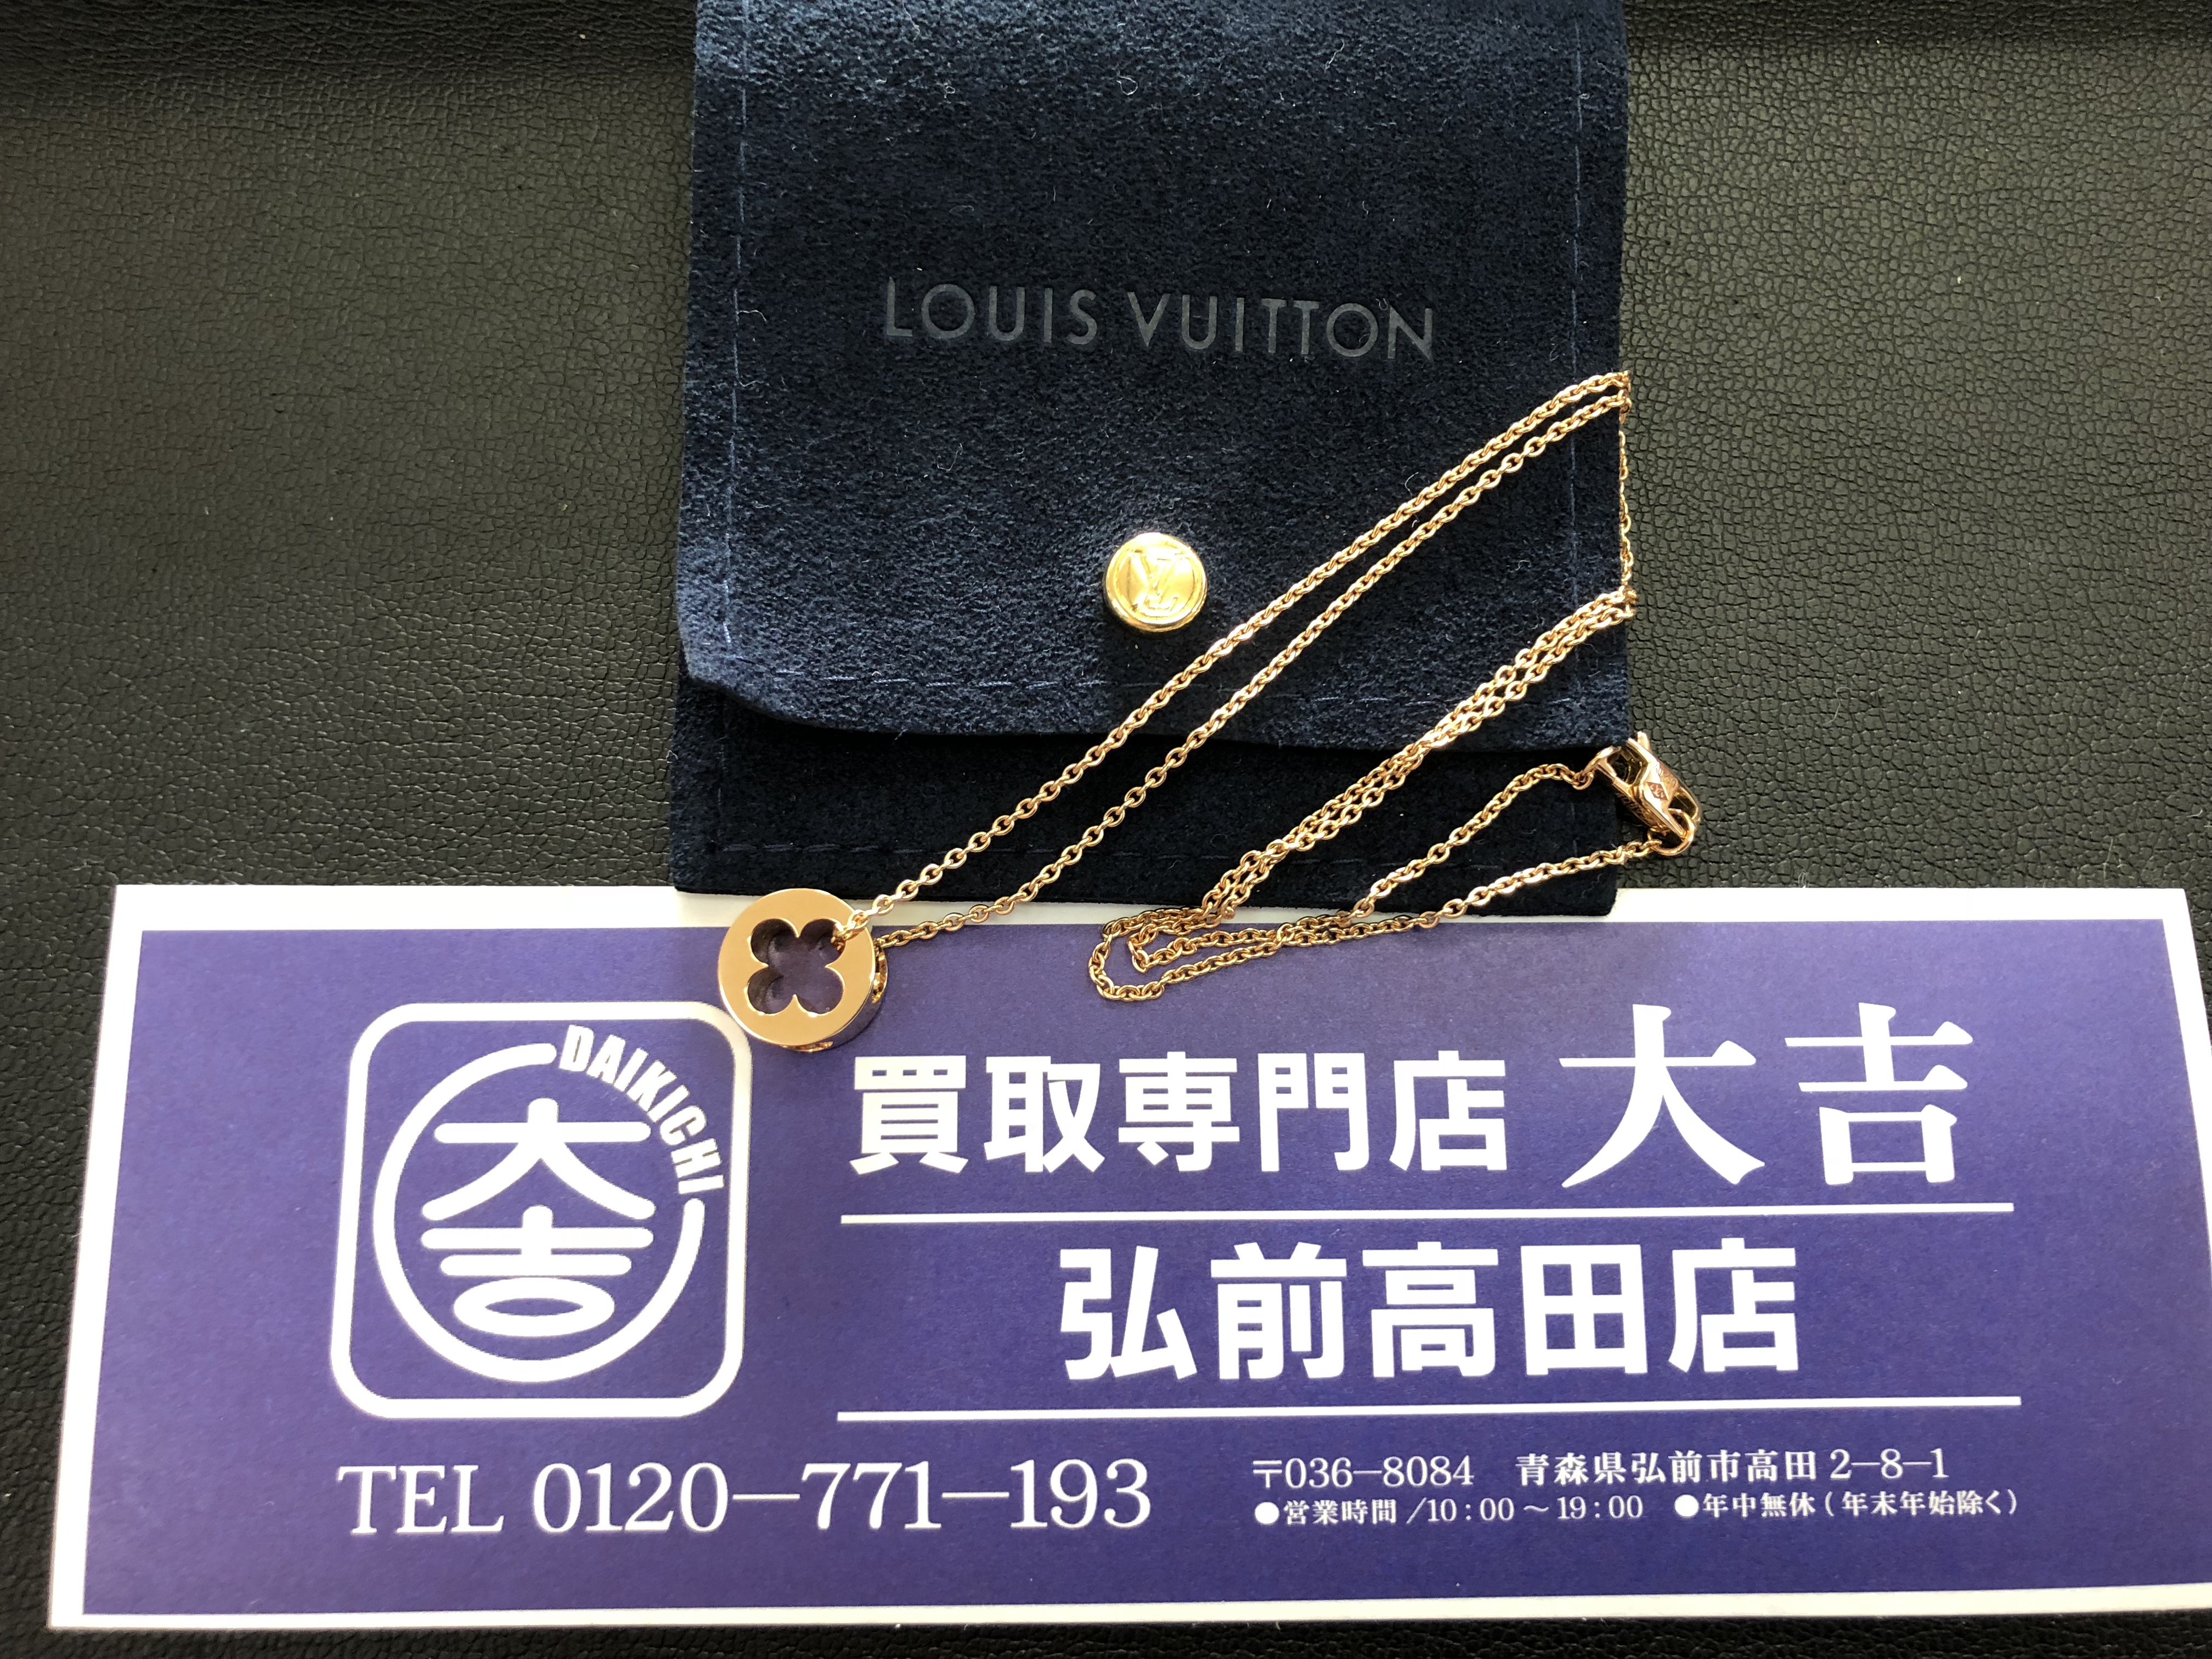 LOUIS VUITTON
LV
DAIKICHI
大吉
買取専門店 大吉
弘前高田店
TEL 0120-771-193
〒036-8084 青森県弘前市高田 2-8-1
●営業時間 /10:00～19:00 ●年中無休 ( 年末年始除く)